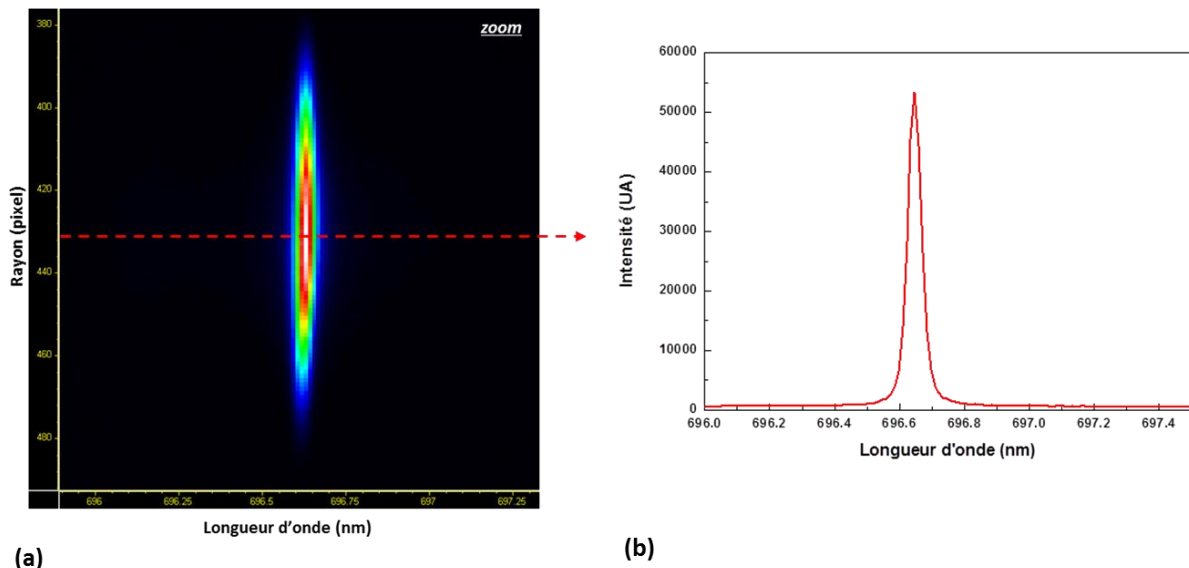 zoom
380
400
420
440
460
480
Rayon (pixel)
696
696.25
696.5
696.75
697
697.25
Longueur d’onde (nm)
(a)
60000
50000
40000
30000
20000
10000
0
Intensité (UA)
696.0 696.2 696.4 696.6 696.8 697.0 697.2 697.4
Longueur d'onde (nm)
(b)